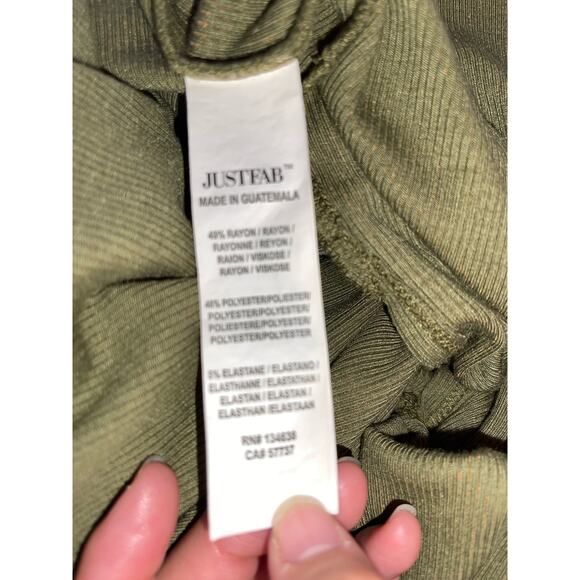 JUSTFAB™
MADE IN GUATEMALA
49% RAYON / RAYON /
RAYONNE / REYON /
RAION / VISKOSE /
RAYON / VISKOSE
46% POLYESTER/POLIESTER/
POLYESTER/POLYESTER/
POLIESTERE/POLYESTER/
POLYESTER/POLYESTER
5% ELASTANE / ELASTANO /
ELASTHANNE / ELASTATHAN /
ELASTAN / ELASTAN /
ELASTHAN /ELASTAAN
RN# 134638
CA# 57737